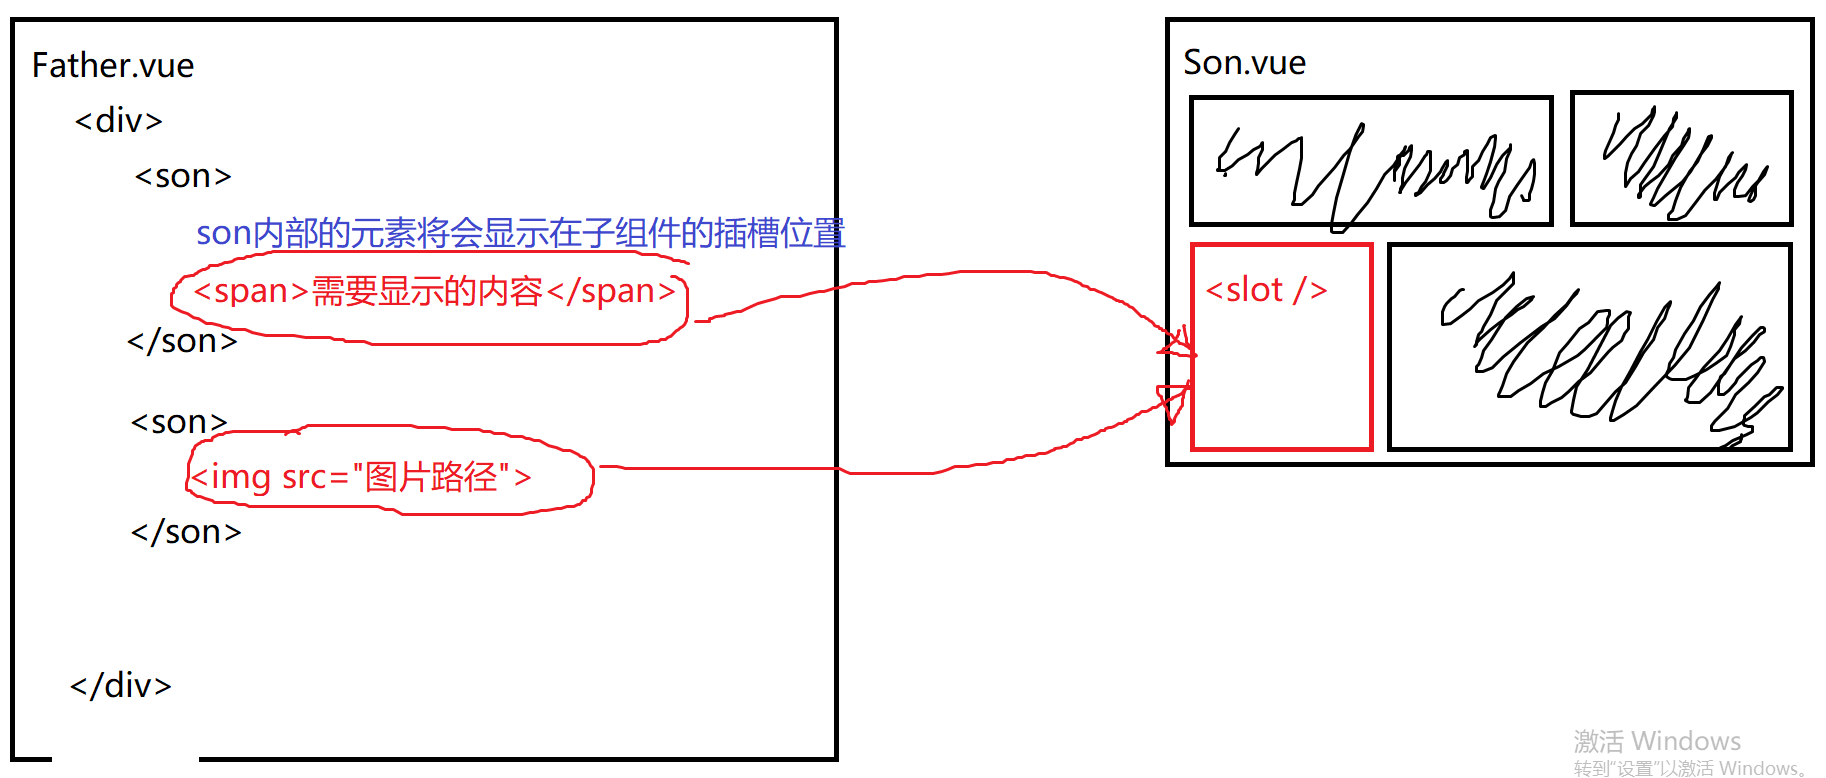 Father.vue
<div>
<son>
son内部的元素将会显示在子组件的插槽位置
<span>需要显示的内容</span>
</son>
<son>
<img src="图片路径">
</son>
</div>
Son.vue
<slot />
激活 Windows
转到“设置”以激活 Windows。